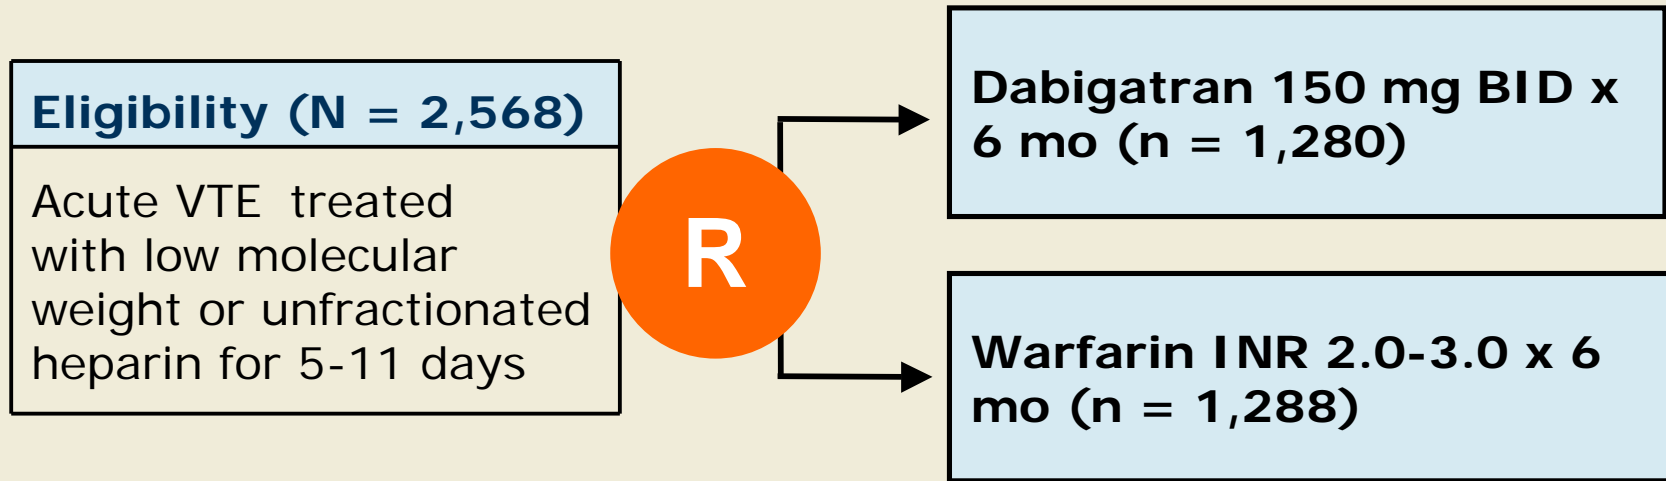 Eligibility (N = 2,568)
Acute VTE treated
with low molecular
weight or unfractionated
heparin for 5-11 days
R
Dabigatran 150 mg BID x
6 mo (n = 1,280)
Warfarin INR 2.0-3.0 x 6
mo (n = 1,288)